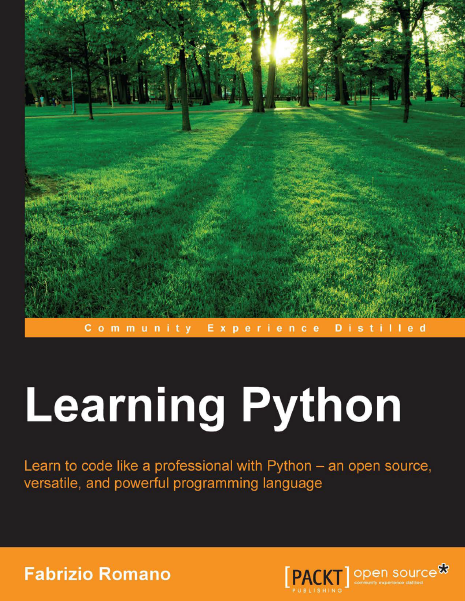 Community Experience Distilled
Learning Python
Learn to code like a professional with Python – an open source,
versatile, and powerful programming language
Fabrizio Romano
[PACKT] open source*
PUBLISHING community experience distilled